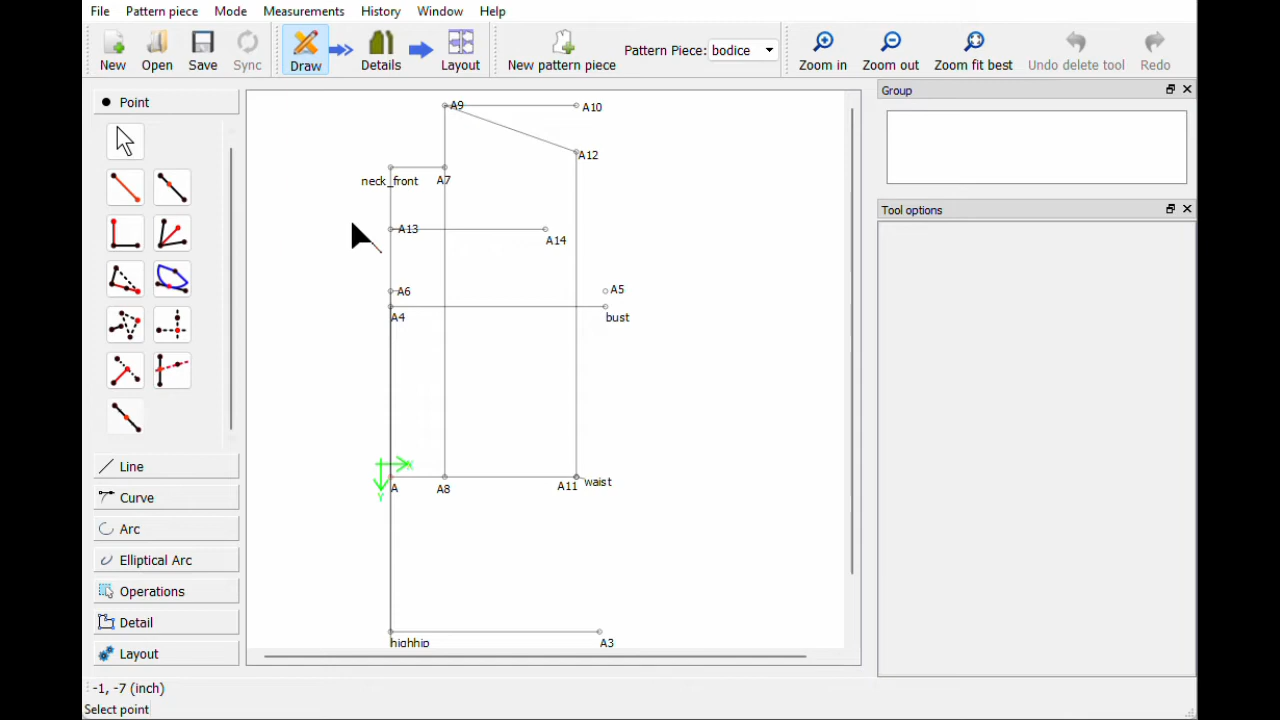 File Pattern piece Mode Measurements History Window Help
New Open Save Sync Draw Details Layout New pattern piece Pattern Piece: bodice Zoom in Zoom out Zoom fit best Undo delete tool Redo
Point
Line
Curve
Arc
Elliptical Arc
Operations
Detail
Layout
A9 A10
A12
neck_front A7
A13
A14
A6 A5
A4 bust
X
Y
A A8 A11 waist
highhip A3
Group
Tool options
-1, -7 (inch)
Select point